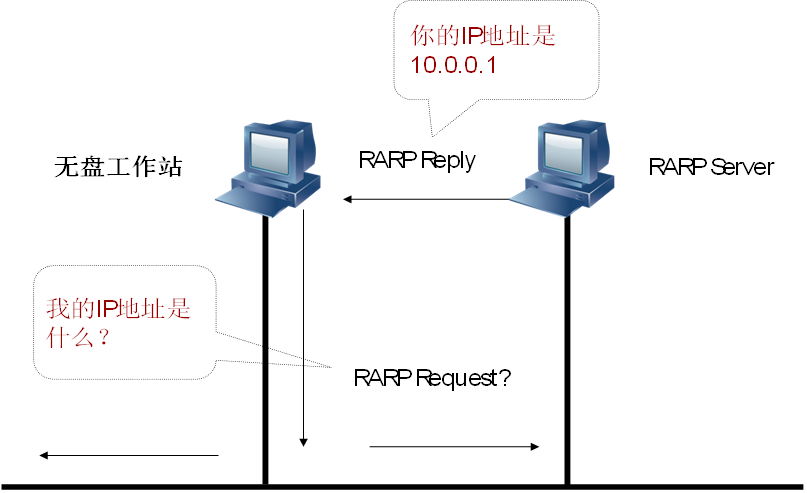 你的IP地址是
10.0.0.1
无盘工作站
RARP Reply
RARP Server
我的IP地址是
什么？
RARP Request?